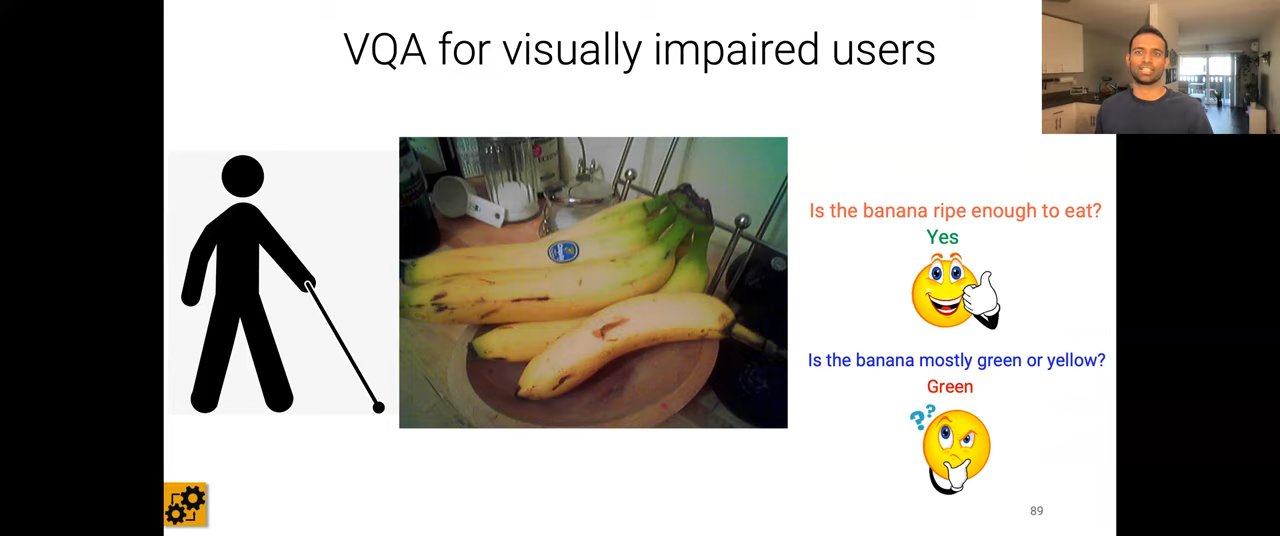 VQA for visually impaired users
Is the banana ripe enough to eat?
Yes
Is the banana mostly green or yellow?
Green
??
89